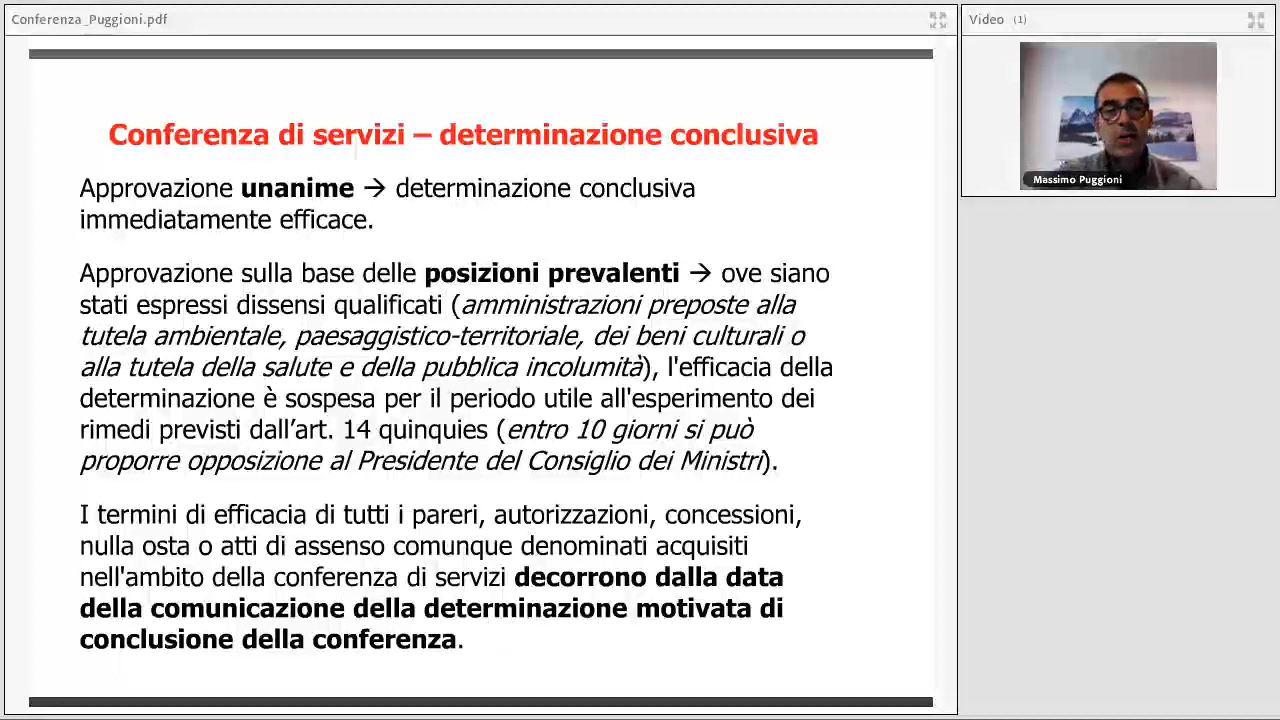 Conferenza_Puggioni.pdf
Video (1)
Massimo Puggioni
Conferenza di servizi – determinazione conclusiva
Approvazione unanime → determinazione conclusiva
immediatamente efficace.
Approvazione sulla base delle posizioni prevalenti → ove siano
stati espressi dissensi qualificati (amministrazioni preposte alla
tutela ambientale, paesaggistico-territoriale, dei beni culturali o
alla tutela della salute e della pubblica incolumità), l'efficacia della
determinazione è sospesa per il periodo utile all'esperimento dei
rimedi previsti dall’art. 14 quinquies (entro 10 giorni si può
proporre opposizione al Presidente del Consiglio dei Ministri).
I termini di efficacia di tutti i pareri, autorizzazioni, concessioni,
nulla osta o atti di assenso comunque denominati acquisiti
nell'ambito della conferenza di servizi decorrono dalla data
della comunicazione della determinazione motivata di
conclusione della conferenza.